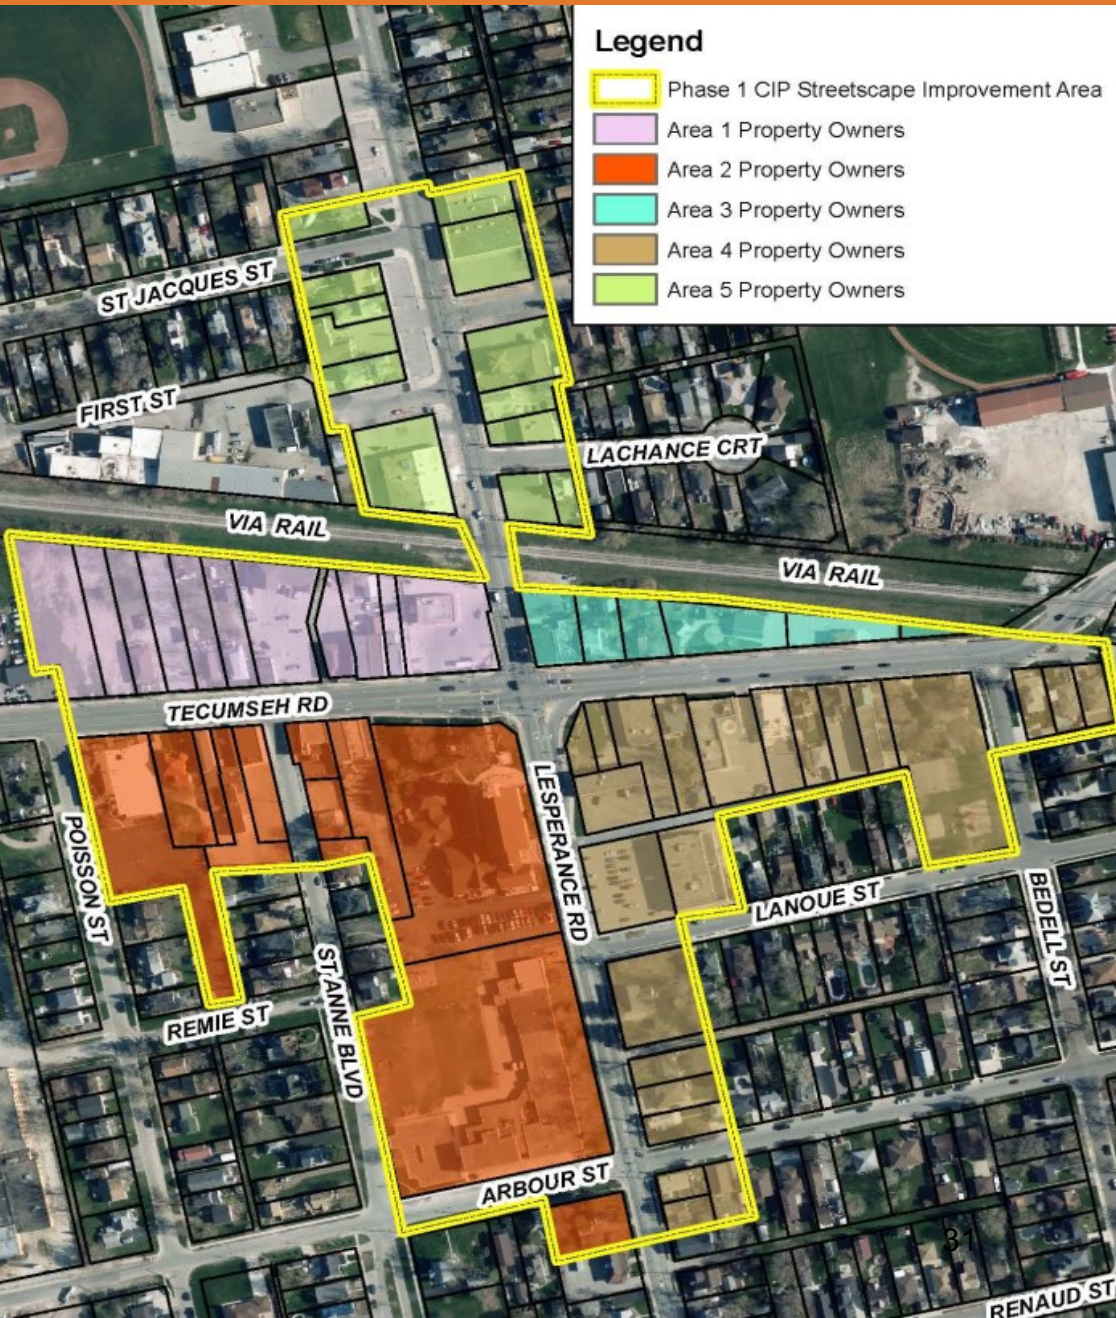 Legend
Phase 1 CIP Streetscape Improvement Area
Area 1 Property Owners
Area 2 Property Owners
Area 3 Property Owners
Area 4 Property Owners
Area 5 Property Owners
ST JACQUES ST
FIRST ST
LACHANCE CRT
VIA RAIL
VIA RAIL
TECUMSEH RD
LESPERANCE RD
POISSON ST
LANOUE ST
BEDELL ST
ST. ANNE BLVD
REMIE ST
ARBOUR ST
31
RENAUD ST